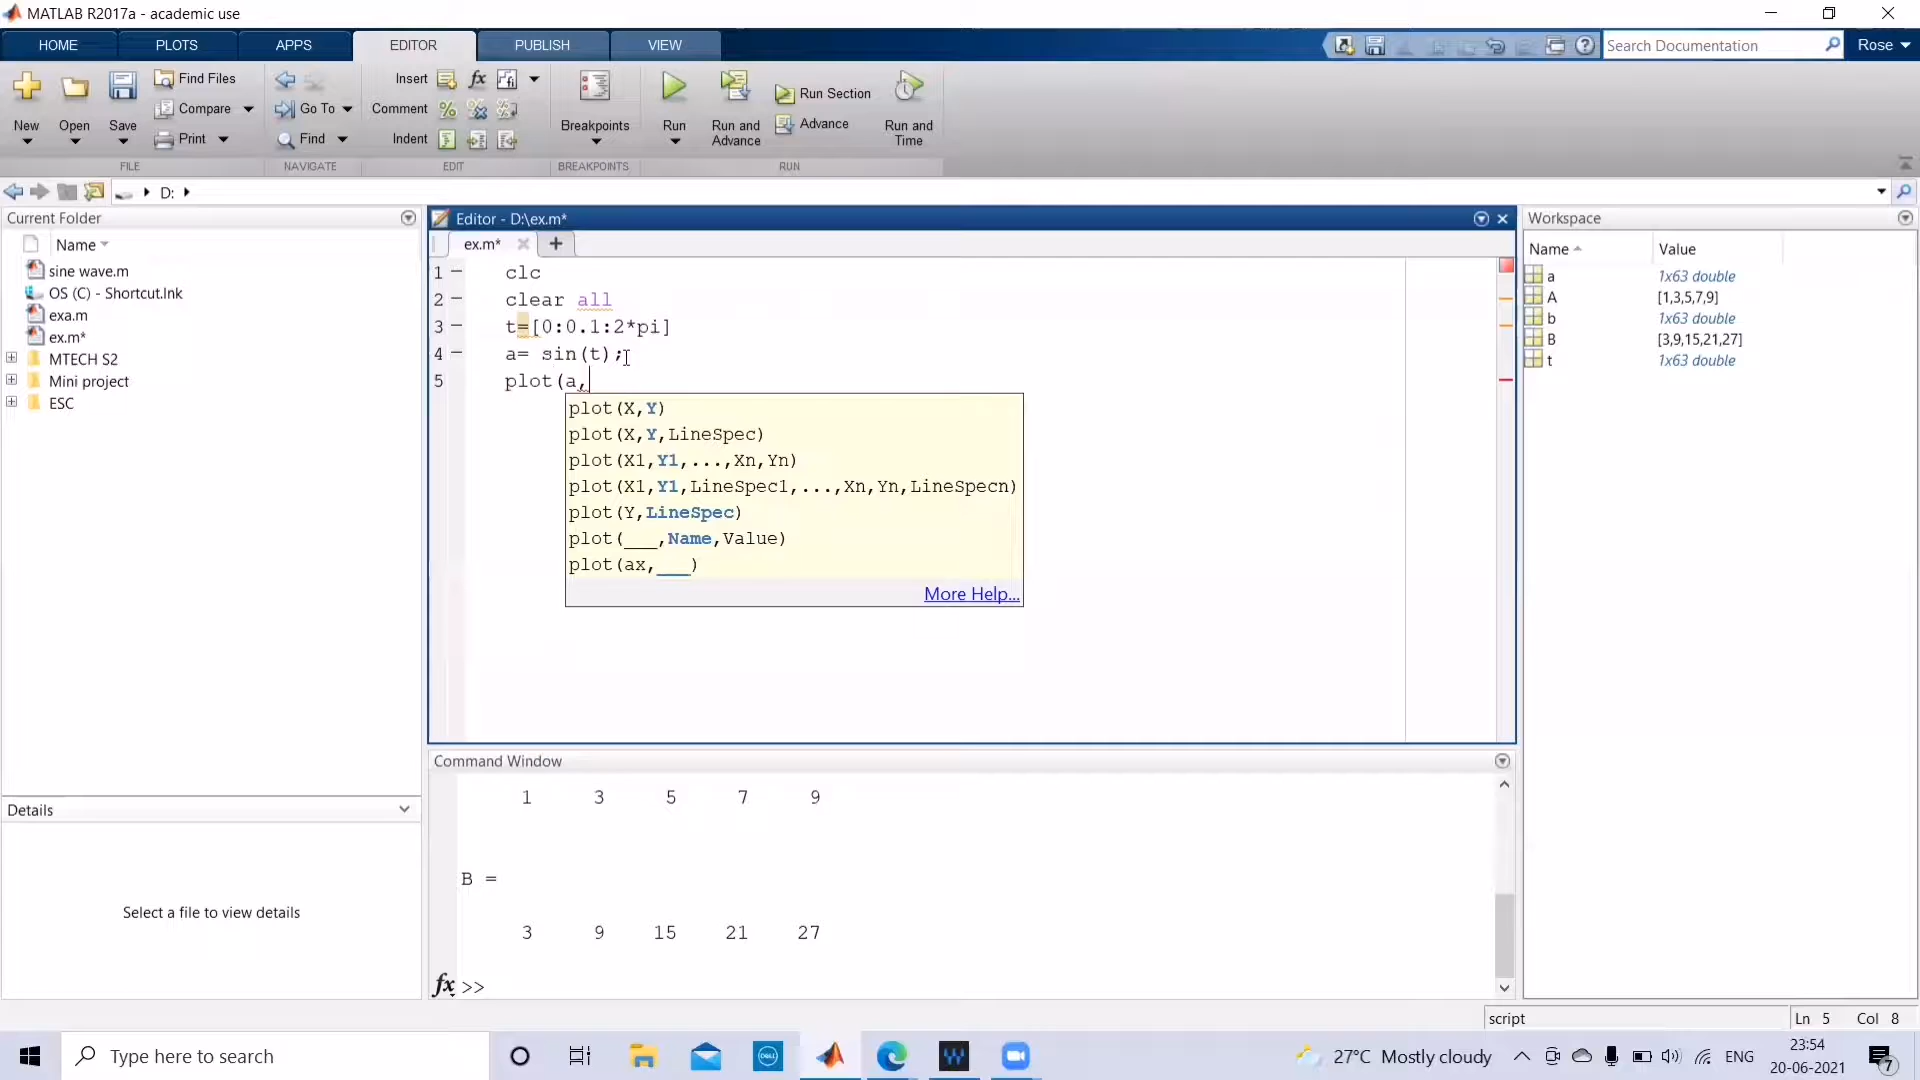 MATLAB R2017a - academic use
HOME PLOTS APPS EDITOR PUBLISH VIEW
Search Documentation
Rose
New Open Save
Find Files
Compare
Print
FILE
Go To
Find
NAVIGATE
Insert
Comment
Indent
EDIT
Breakpoints
BREAKPOINTS
Run
Run and Advance
Run Section
Advance
Run and Time
RUN
D:
Current Folder
Name
sine wave.m
OS (C) - Shortcut.lnk
exa.m
ex.m*
MTECH S2
Mini project
ESC
Details
Select a file to view details
Editor - D:\ex.m*
ex.m*
1 clc
2 clear all
3 t=[0:0.1:2*pi]
4 a= sin(t);
5 plot(a,
plot(X,Y)
plot(X,Y,LineSpec)
plot(X1,Y1,...,Xn,Yn)
plot(X1,Y1,LineSpec1,...,Xn,Yn,LineSpecn)
plot(Y,LineSpec)
plot(___,Name,Value)
plot(ax,___)
More Help...
Command Window
1 3 5 7 9
B =
3 9 15 21 27
fx >>
Workspace
Name Value
a 1x63 double
A [1,3,5,7,9]
b 1x63 double
B [3,9,15,21,27]
t 1x63 double
script
Ln 5 Col 8
Type here to search
DELL
27°C Mostly cloudy
ENG
23:54
20-06-2021
7